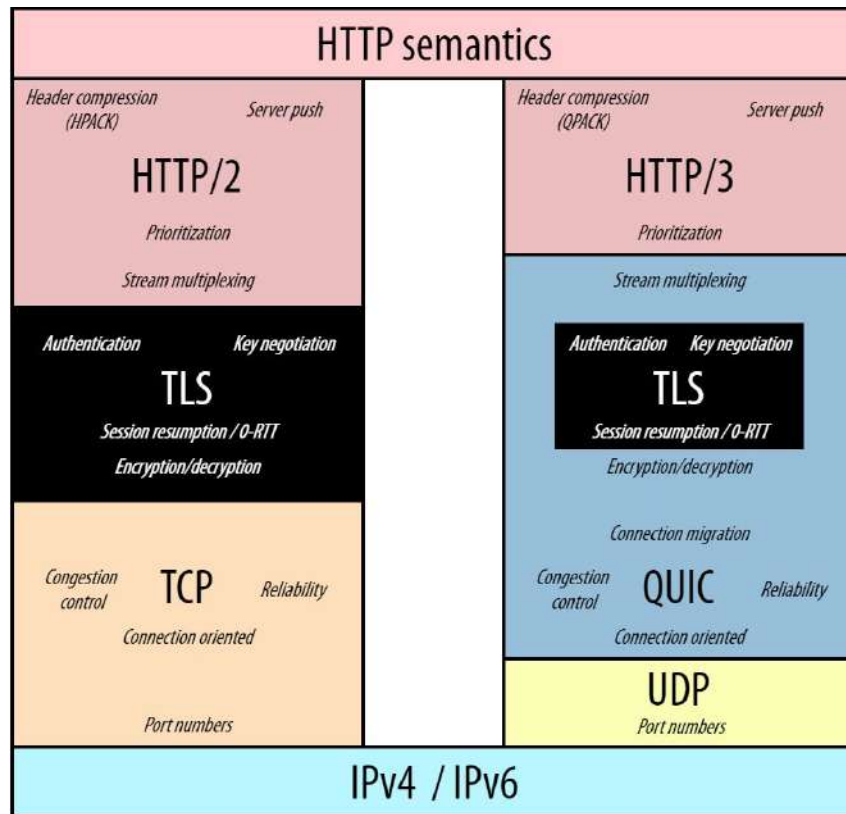 HTTP semantics
Header compression
(HPACK)
Server push
HTTP/2
Prioritization
Stream multiplexing
Authentication
Key negotiation
TLS
Session resumption / 0-RTT
Encryption/decryption
Congestion
control
TCP
Reliability
Connection oriented
Port numbers
Header compression
(QPACK)
Server push
HTTP/3
Prioritization
Stream multiplexing
Authentication
Key negotiation
TLS
Session resumption / 0-RTT
Encryption/decryption
Connection migration
Congestion
control
QUIC
Reliability
Connection oriented
UDP
Port numbers
IPv4 / IPv6